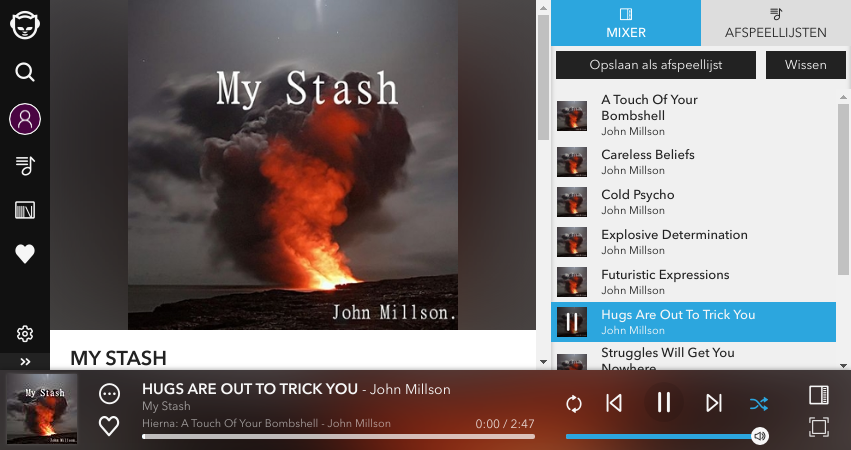 My Stash
John Millson.
MY STASH
MIXER
AFSPEELLIJSTEN
Opslaan als afspeellijst
Wissen
A Touch Of Your
Bombshell
John Millson
Careless Beliefs
John Millson
Cold Psycho
John Millson
Explosive Determination
John Millson
Futuristic Expressions
John Millson
Hugs Are Out To Trick You
John Millson
Struggles Will Get You
Nowhere
My Stash
John Millson.
HUGS ARE OUT TO TRICK YOU - John Millson
My Stash
Hierna: A Touch Of Your Bombshell - John Millson
0:00 / 2:47